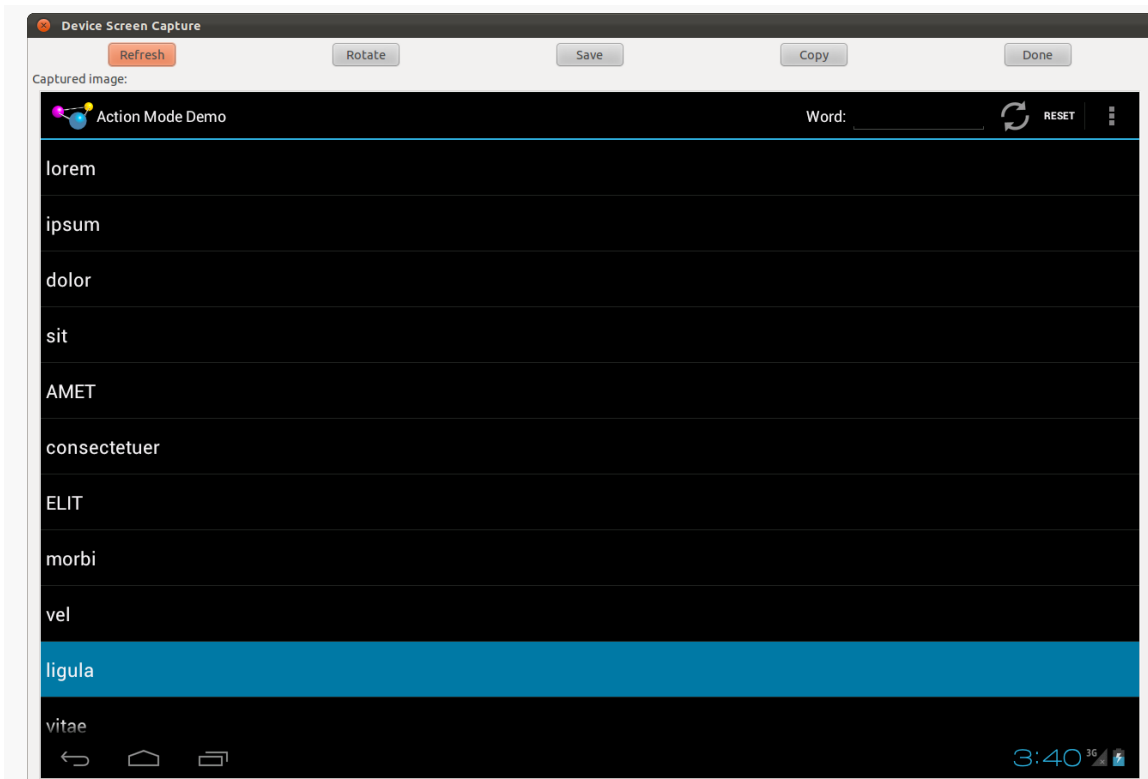 Device Screen Capture
Refresh Rotate Save Copy Done
Captured image:
Action Mode Demo Word: RESET
lorem
ipsum
dolor
sit
AMET
consectetuer
ELIT
morbi
vel
ligula
vitae
3:40 3G